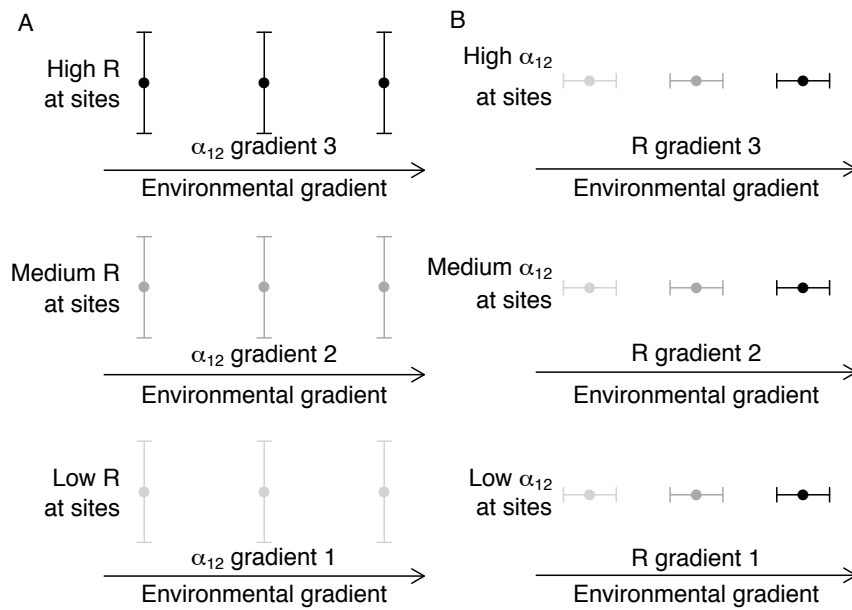 A
High R
at sites
α₁₂ gradient 3
Environmental gradient
Medium R
at sites
α₁₂ gradient 2
Environmental gradient
Low R
at sites
α₁₂ gradient 1
Environmental gradient
B
High α₁₂
at sites
R gradient 3
Environmental gradient
Medium α₁₂
at sites
R gradient 2
Environmental gradient
Low α₁₂
at sites
R gradient 1
Environmental gradient